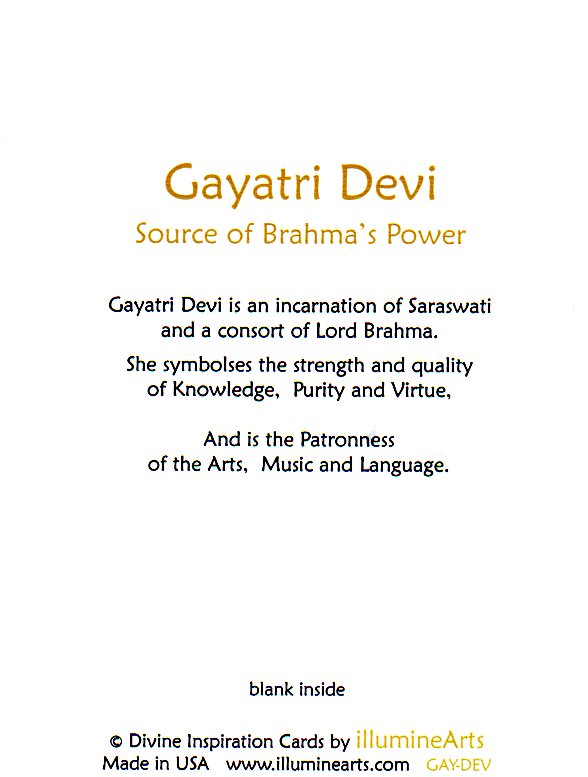 Gayatri Devi
Source of Brahma's Power
Gayatri Devi is an incarnation of Saraswati
and a consort of Lord Brahma.
She symbolses the strength and quality
of Knowledge, Purity and Virtue,
And is the Patronness
of the Arts, Music and Language.
blank inside
© Divine Inspiration Cards by illumineArts
Made in USA www.illuminearts.com GAY-DEV